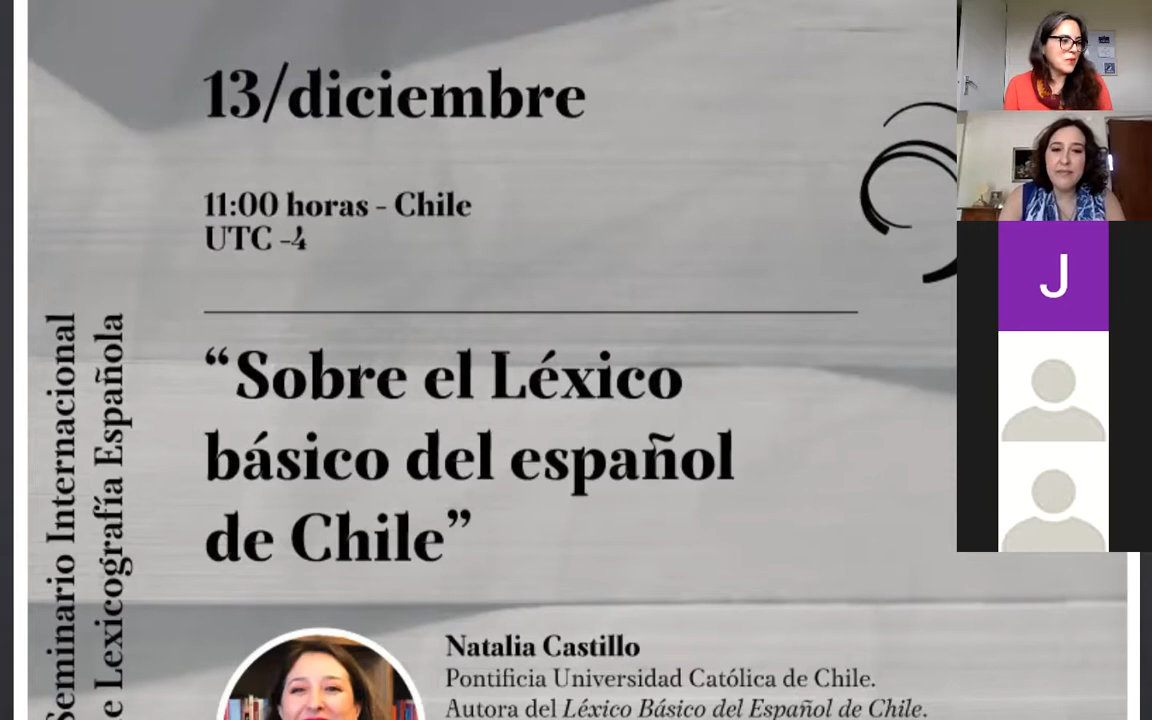 13/diciembre
11:00 horas - Chile
UTC -4
“Sobre el Léxico
básico del español
de Chile”
Natalia Castillo
Pontificia Universidad Católica de Chile.
Autora del Léxico Básico del Español de Chile.
Seminario Internacional
de Lexicografía Española
J